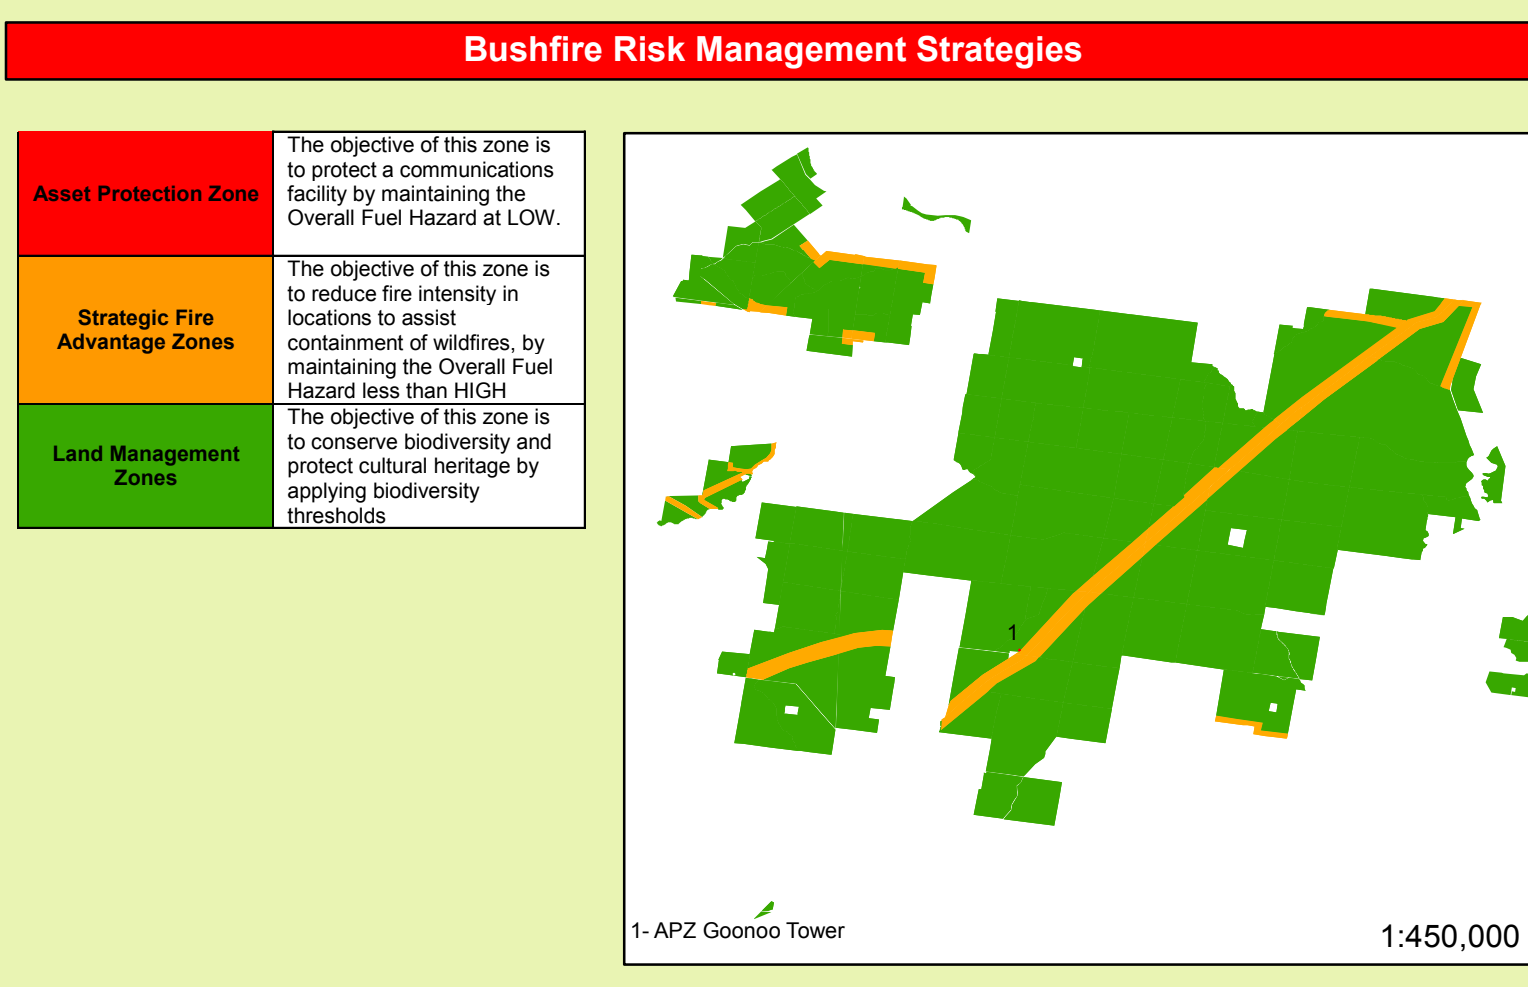 Bushfire Risk Management Strategies
Asset Protection Zone
The objective of this zone is
to protect a communications
facility by maintaining the
Overall Fuel Hazard at LOW.
Strategic Fire
Advantage Zones
The objective of this zone is
to reduce fire intensity in
locations to assist
containment of wildfires, by
maintaining the Overall Fuel
Hazard less than HIGH
Land Management
Zones
The objective of this zone is
to conserve biodiversity and
protect cultural heritage by
applying biodiversity
thresholds
1
1- APZ Goonoo Tower
1:450,000